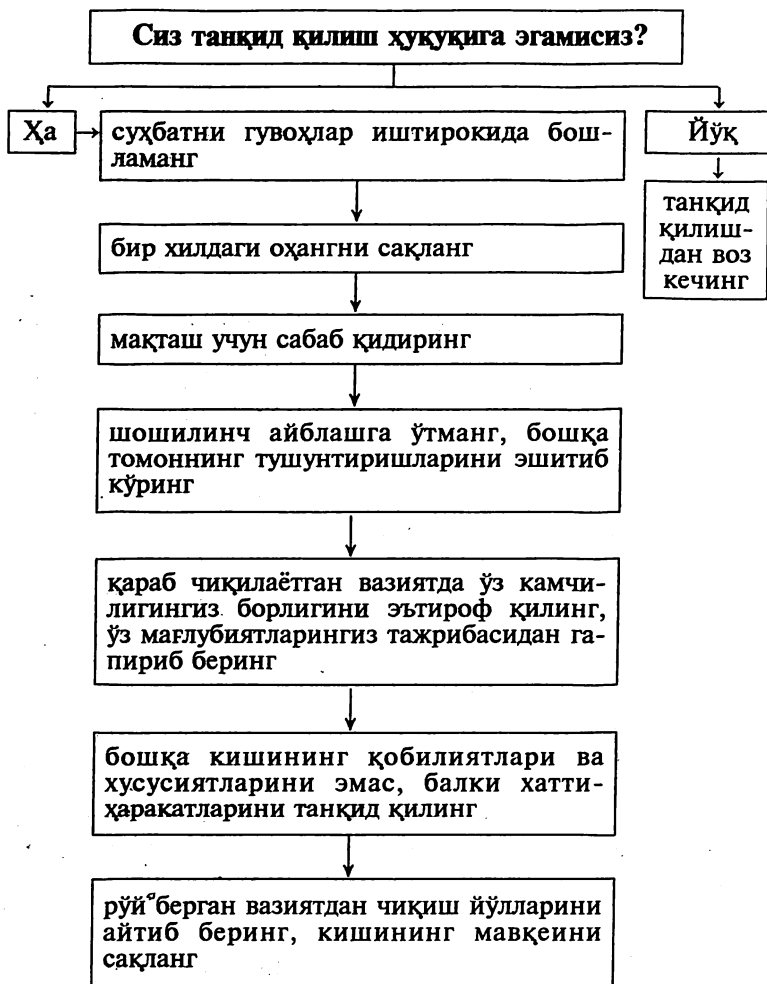 Сиз танқид қилиш ҳуқуқига эгамисиз?
Ҳа
суҳбатни гувоҳлар иштирокида бош-
ламанг
Йўқ
танқид
қилиш-
дан воз
кечинг
бир хилдаги оҳангни сақланг
мақташ учун сабаб қидиринг
шошилинч айблашга ўтманг, бошқа
томоннинг тушунтиришларини эшитиб
кўринг
қараб чиқилаётган вазиятда ўз камчи-
лигингиз борлигини эътироф қилинг,
ўз мағлубиятларингиз тажрибасидан га-
пириб беринг
бошқа кишининг қобилиятлари ва
хусусиятларини эмас, балки хатти-
ҳаракатларини танқид қилинг
рўй берган вазиятдан чиқиш йўлларини
айтиб беринг, кишининг мавқеини
сақланг